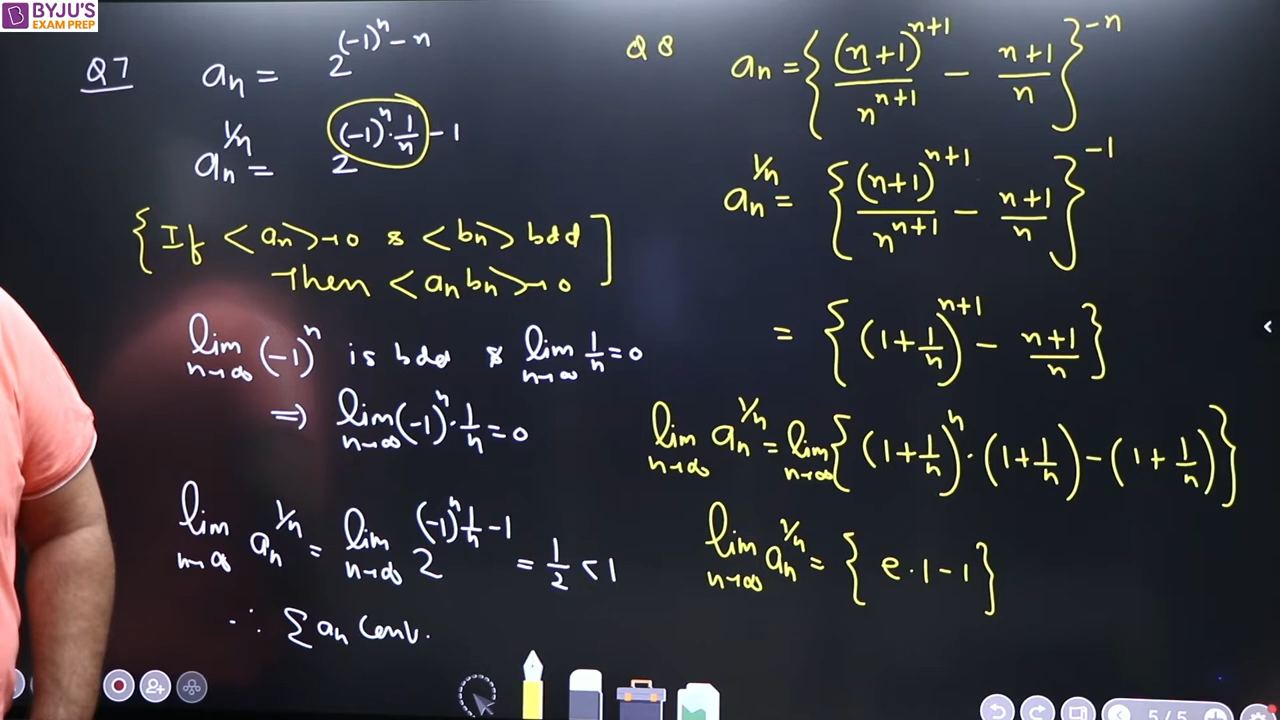 BYJU'S
EXAM PREP
Q7 aₙ = 2^((-1)^n - n)
aₙ^(1/n) = 2^((-1)^n · 1/n - 1)
{ If <aₙ> → 0 & <bₙ> bdd
Then <aₙbₙ> → 0 ]
lim_(n→∞) (-1)^n is bdd & lim_(n→∞) 1/n = 0
⇒ lim_(n→∞) (-1)^n · 1/n = 0
lim_(n→∞) aₙ^(1/n) = lim_(n→∞) 2^((-1)^n 1/n - 1) = 1/2 < 1
∴ Σaₙ Conv.
Q8 aₙ = { (n+1)^(n+1) / n^(n+1) - (n+1)/n }^(-n)
aₙ^(1/n) = { (n+1)^(n+1) / n^(n+1) - (n+1)/n }^(-1)
= { (1 + 1/n)^(n+1) - (n+1)/n }
lim_(n→∞) aₙ^(1/n) = lim_(n→∞) { (1 + 1/n)^n · (1 + 1/n) - (1 + 1/n) }
lim_(n→∞) aₙ^(1/n) = { e · 1 - 1 }
5/5